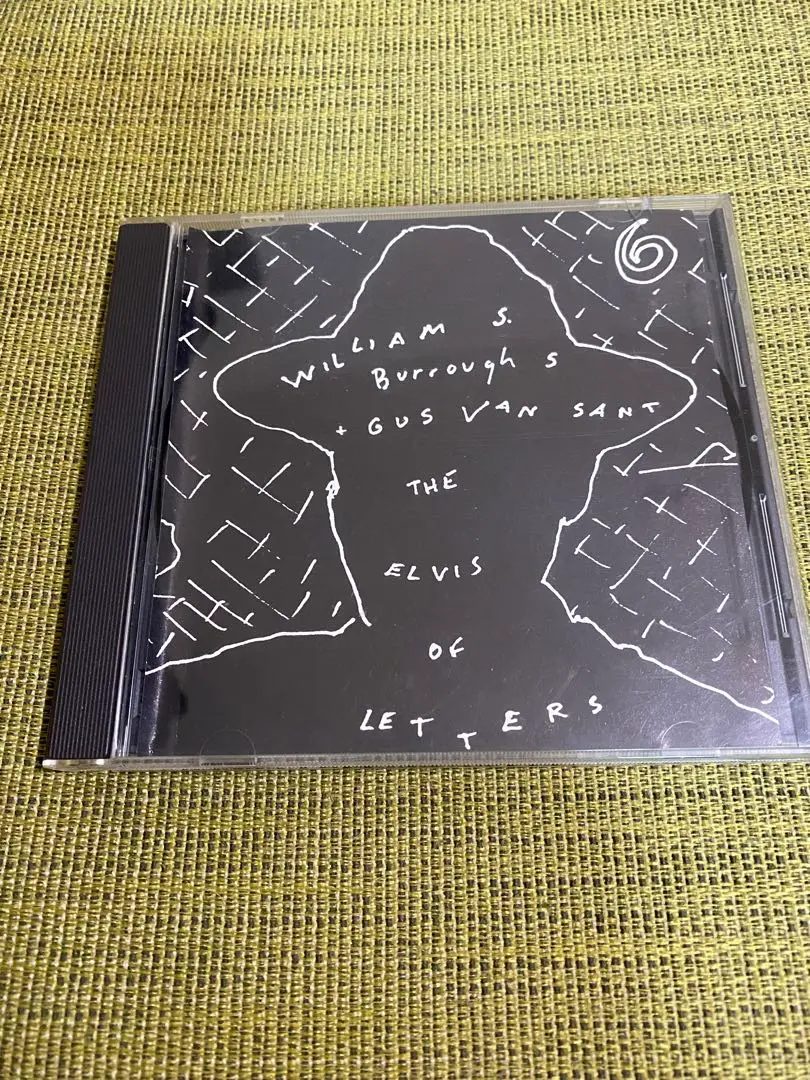 WILLIAM S.
Burroughs
+ GUS VAN SANT
THE
ELVIS
OF
LETTERS